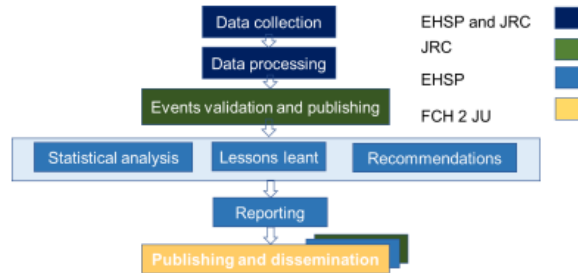 Data collection
EHSP and JRC
JRC
Data processing
EHSP
Events validation and publishing
FCH 2 JU
Statistical analysis
Lessons leant
Recommendations
Reporting
Publishing and dissemination